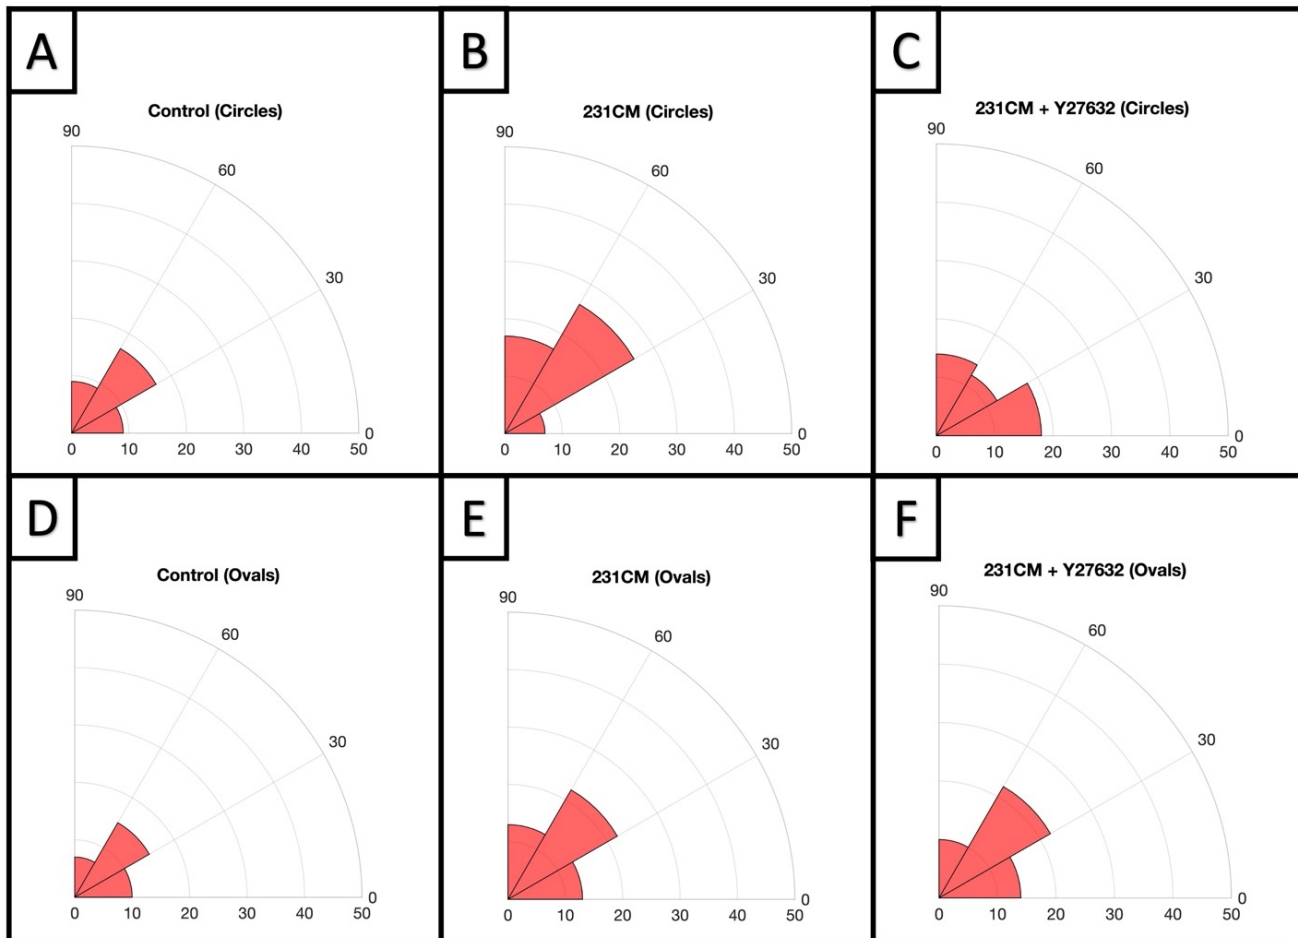 A
Control (Circles)
90
60
30
0
0 10 20 30 40 50
B
231CM (Circles)
90
60
30
0
0 10 20 30 40 50
C
231CM + Y27632 (Circles)
90
60
30
0
0 10 20 30 40 50
D
Control (Ovals)
90
60
30
0
0 10 20 30 40 50
E
231CM (Ovals)
90
60
30
0
0 10 20 30 40 50
F
231CM + Y27632 (Ovals)
90
60
30
0
0 10 20 30 40 50